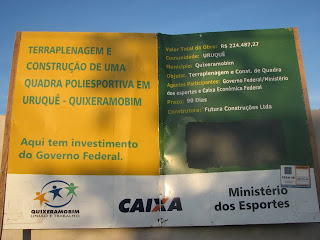 TERRAPLENAGEM E
CONSTRUÇÃO DE UMA
QUADRA POLIESPORTIVA EM
URUQUÊ - QUIXERAMOBIM
Aqui tem investimento
do Governo Federal.
Valor Total da Obra: R$ 224.487,27
Comunidade: URUQUÊ
Município: Quixeramobim
Objeto: Terraplenagem e Const. de Quadra
Agentes Participantes: Governo Federal/Ministério
dos esportes e Caixa Econômica Federal
Prazo: 90 Dias
Construtora: Futura Construções Ltda
QUIXERAMOBIM
UNIÃO E TRABALHO
CAIXA
Ministério
dos Esportes